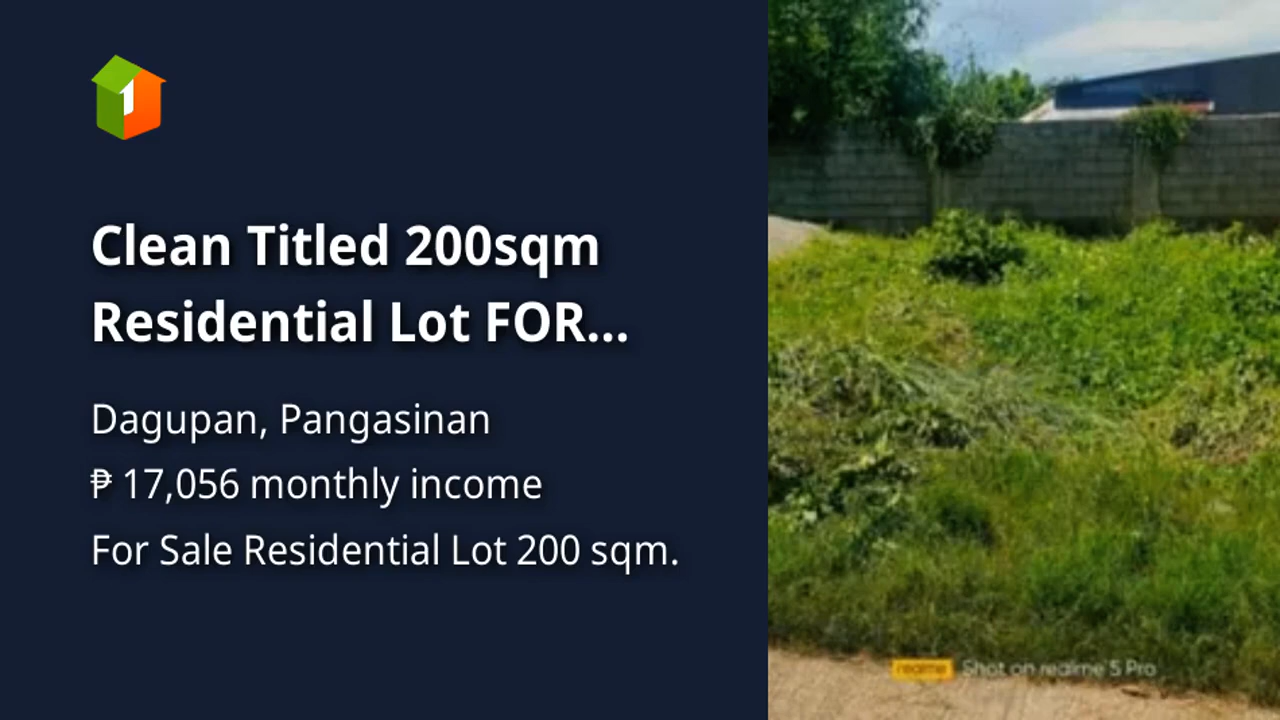 Clean Titled 200sqm
Residential Lot FOR...
Dagupan, Pangasinan
₱ 17,056 monthly income
For Sale Residential Lot 200 sqm.
realme Shot on realme 5 Pro